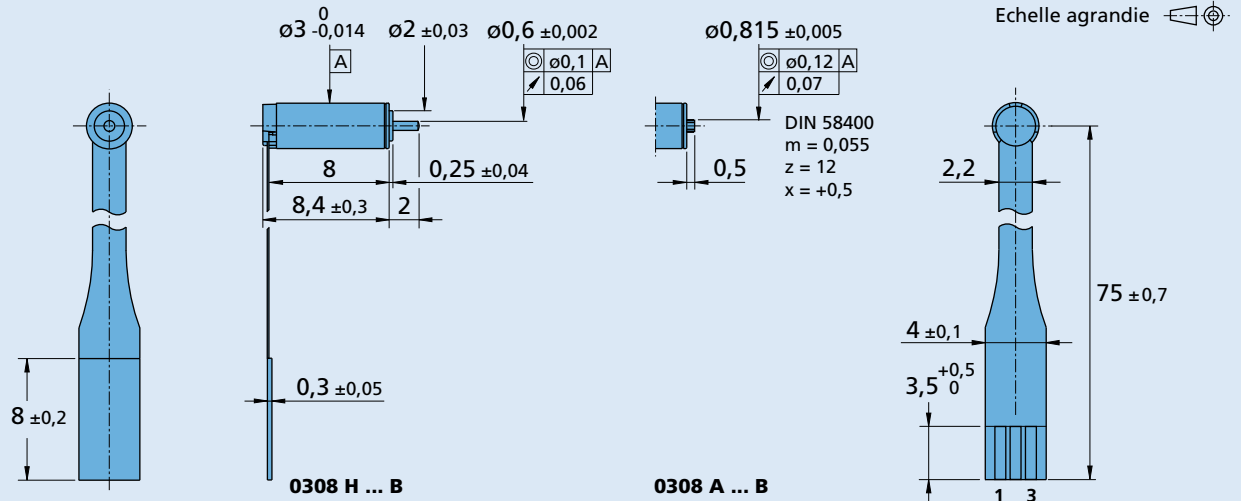 Echelle agrandie
ø3 0 -0,014
ø2 ±0,03
ø0,6 ±0,002
ø0,815 ±0,005
A
ø0,1 A
0,06
ø0,12 A
0,07
DIN 58400
m = 0,055
z = 12
x = +0,5
8
0,25 ±0,04
0,5
2,2
8,4 ±0,3
2
75 ±0,7
4 ±0,1
0,3 ±0,05
3,5 +0,5 0
8 ±0,2
0308 H ... B
0308 A ... B
1 3